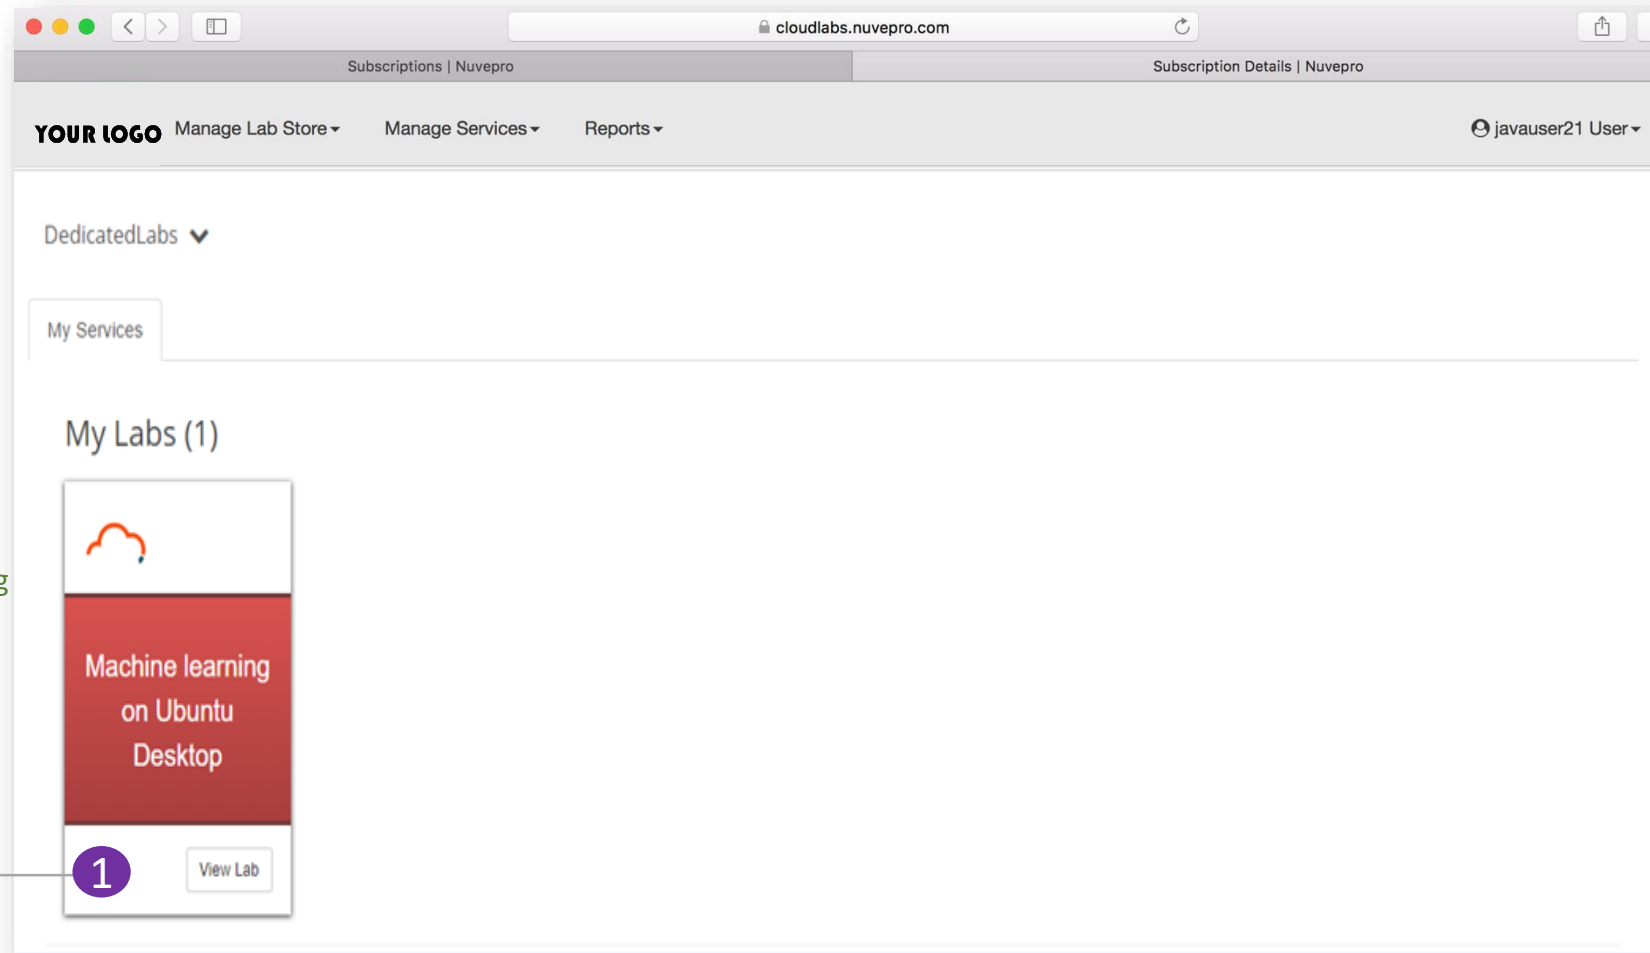 cloudlabs.nuvepro.com
Subscriptions | Nuvepro
Subscription Details | Nuvepro
YOUR LOGO
Manage Lab Store
Manage Services
Reports
javauser21 User
DedicatedLabs
My Services
My Labs (1)
g
Machine learning
on Ubuntu
Desktop
1
View Lab